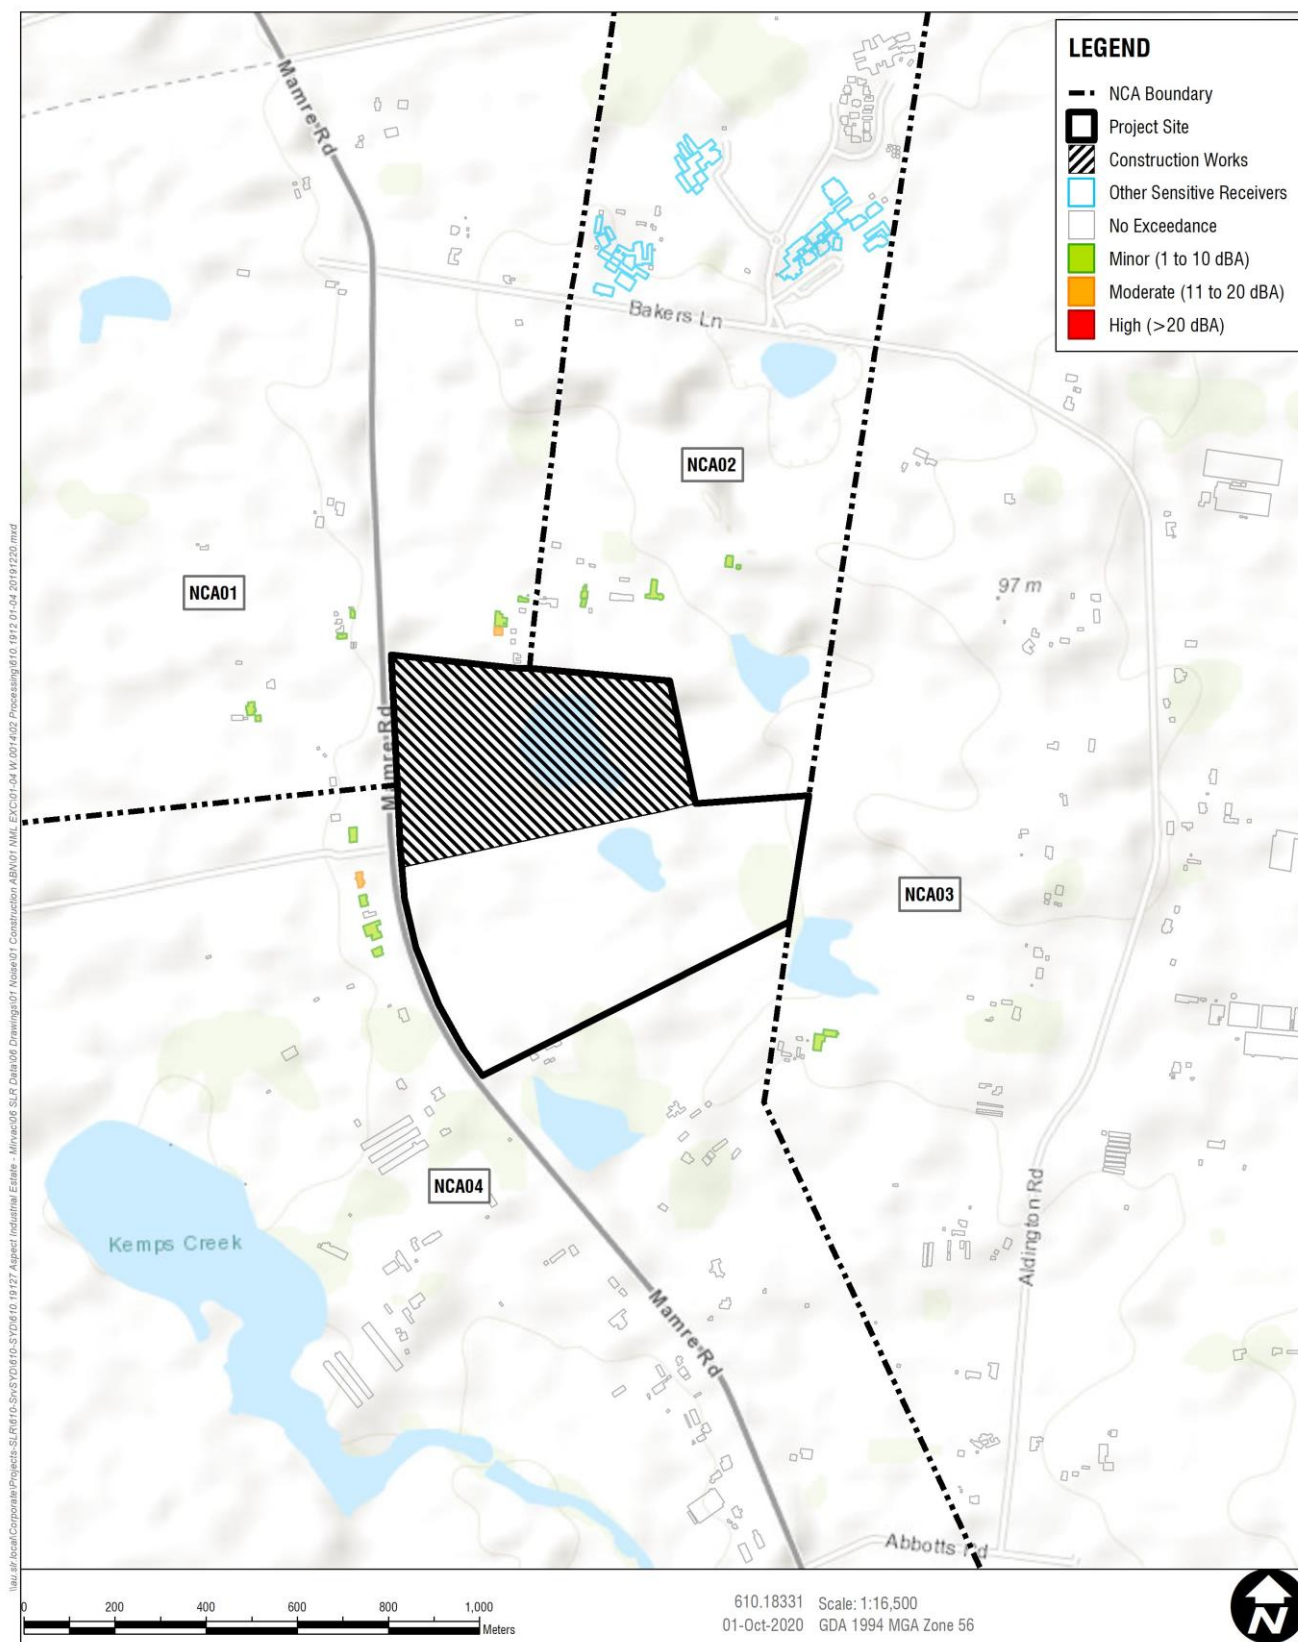 LEGEND
NCA Boundary
Project Site
Construction Works
Other Sensitive Receivers
No Exceedance
Minor (1 to 10 dBA)
Moderate (11 to 20 dBA)
High (>20 dBA)
Mamre Rd
Bakers Ln
NCA02
NCA01
97 m
Mamre Rd
NCA03
NCA04
Kemps Creek
Aldington Rd
Mamre Rd
Abbotts Rd
0 200 400 600 800 1,000
Meters
610.18331 Scale: 1:16,500
01-Oct-2020 GDA 1994 MGA Zone 56
N